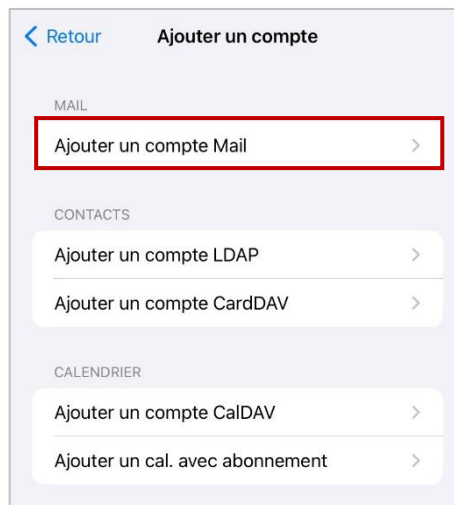 Retour Ajouter un compte
MAIL
Ajouter un compte Mail
CONTACTS
Ajouter un compte LDAP
Ajouter un compte CardDAV
CALENDRIER
Ajouter un compte CalDAV
Ajouter un cal. avec abonnement